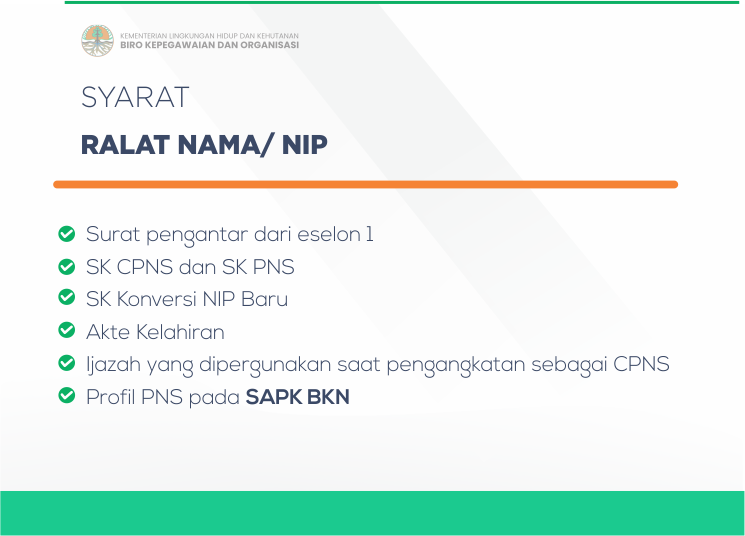 KEMENTERIAN LINGKUNGAN HIDUP DAN KEHUTANAN
BIRO KEPEGAWAIAN DAN ORGANISASI
SYARAT
RALAT NAMA/ NIP
Surat pengantar dari eselon 1
SK CPNS dan SK PNS
SK Konversi NIP Baru
Akte Kelahiran
Ijazah yang dipergunakan saat pengangkatan sebagai CPNS
Profil PNS pada SAPK BKN